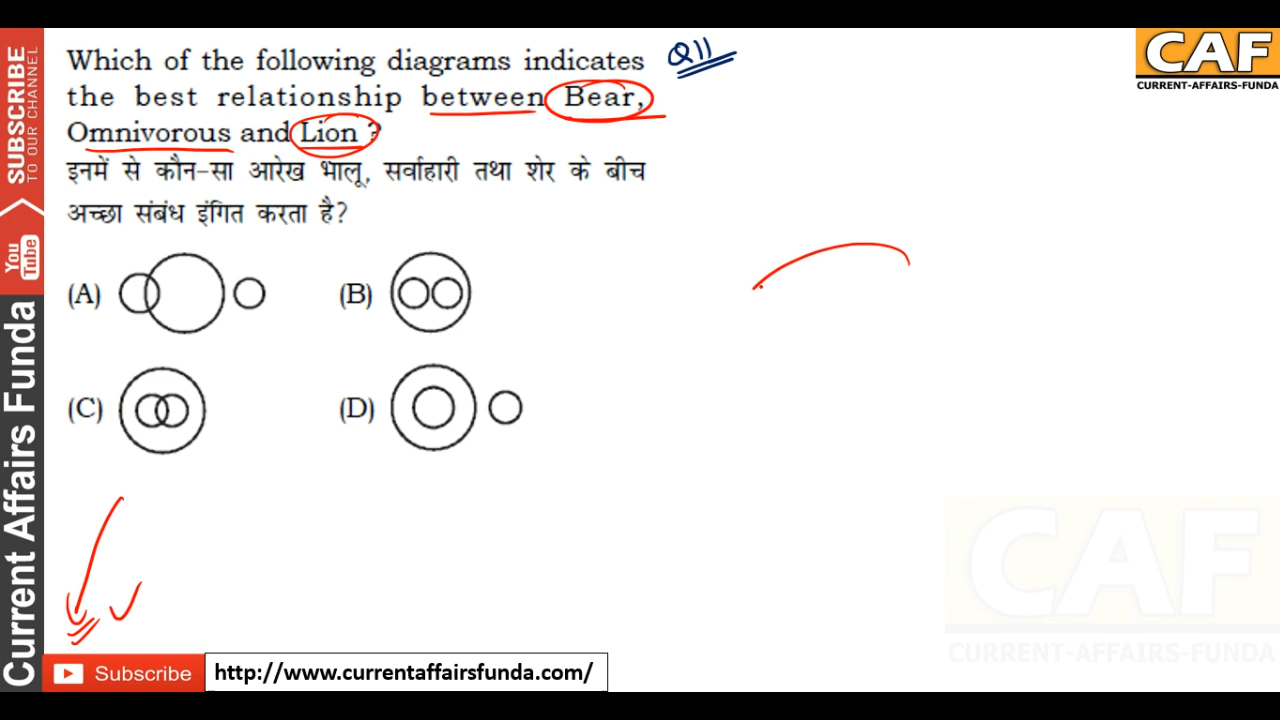 Which of the following diagrams indicates
the best relationship between Bear,
Omnivorous and Lion ?
इनमें से कौन-सा आरेख भालू, सर्वाहारी तथा शेर के बीच
अच्छा संबंध इंगित करता है?
(A)
(B)
(C)
(D)
Q11
CAF
CURRENT-AFFAIRS-FUNDA
SUBSCRIBE
TO OUR CHANNEL
You
Tube
Current Affairs Funda
Subscribe
http://www.currentaffairsfunda.com/
CAF
CURRENT-AFFAIRS-FUNDA